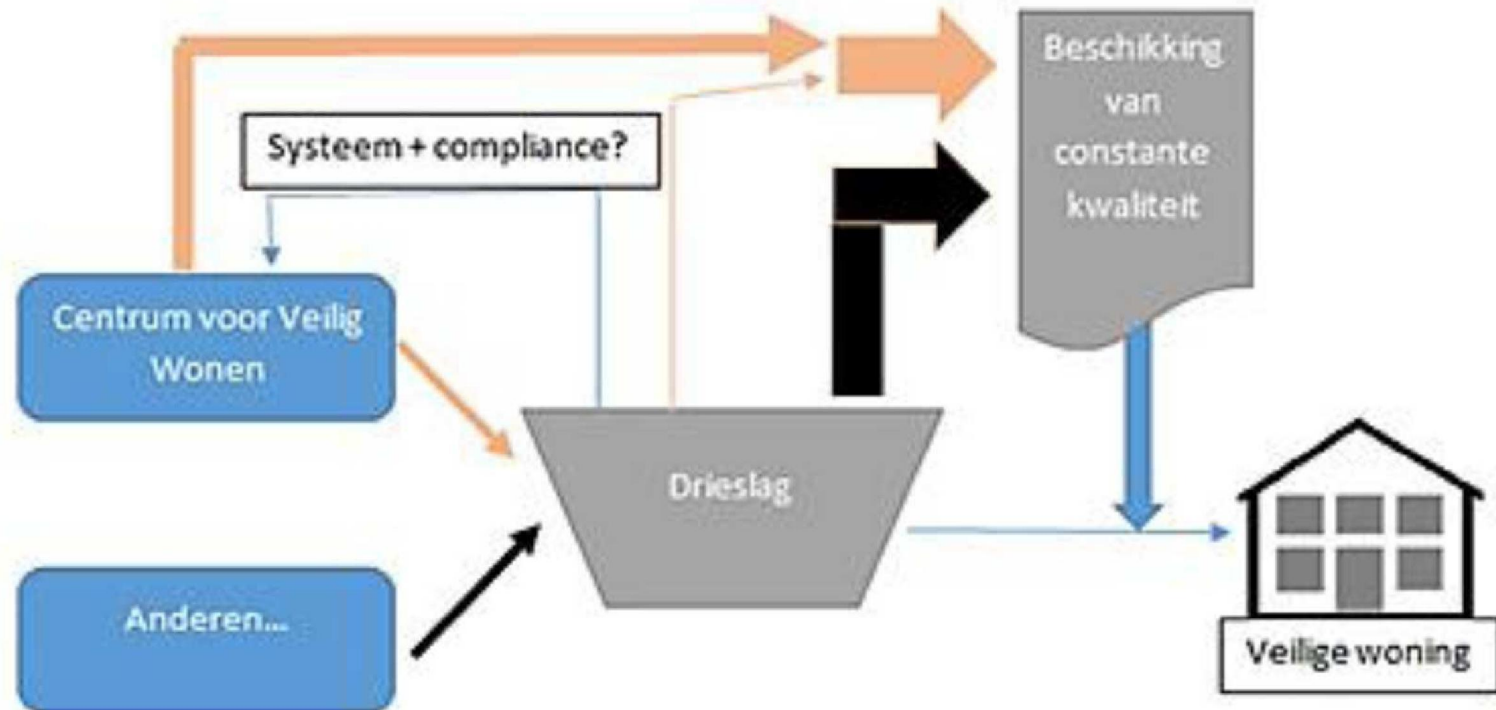 Beschikking
van
constante
kwaliteit
Systeem + compliance?
Centrum voor Veilig
Wonen
Drieslag
Anderen...
Veilige woning